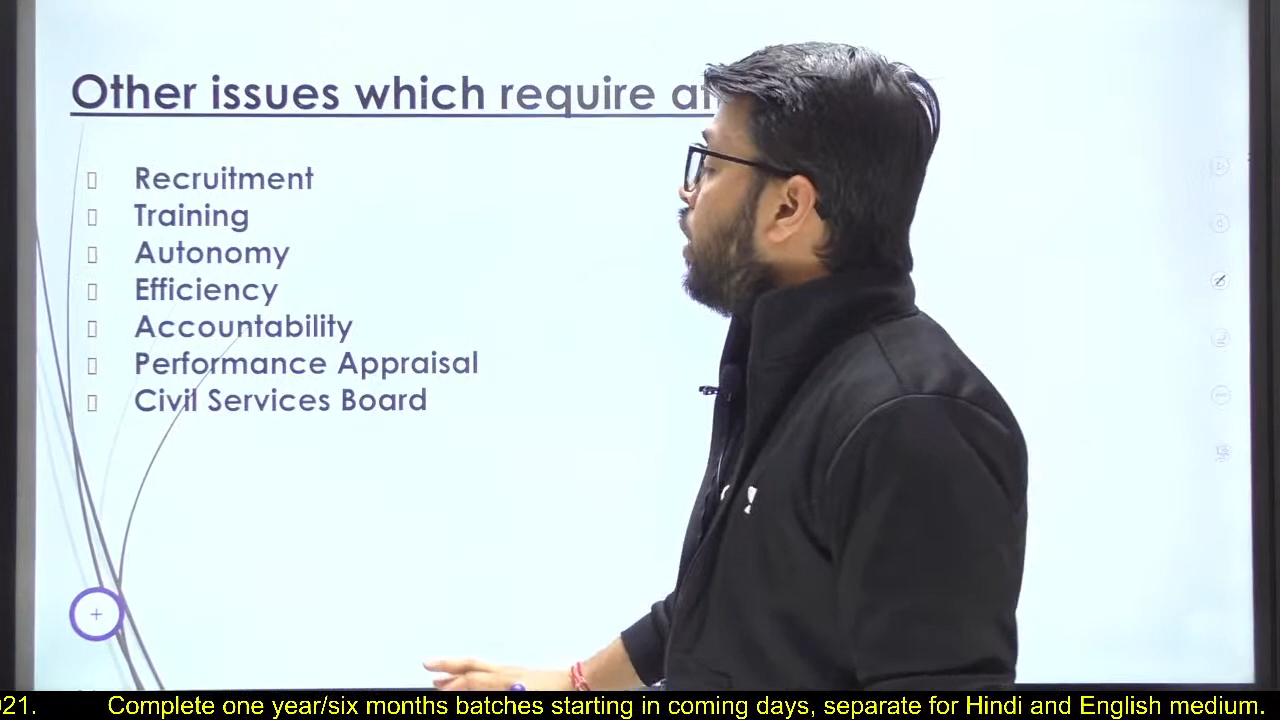 Other issues which require
Recruitment
Training
Autonomy
Efficiency
Accountability
Performance Appraisal
Civil Services Board
21. Complete one year/six months batches starting in coming days, separate for Hindi and English medium.